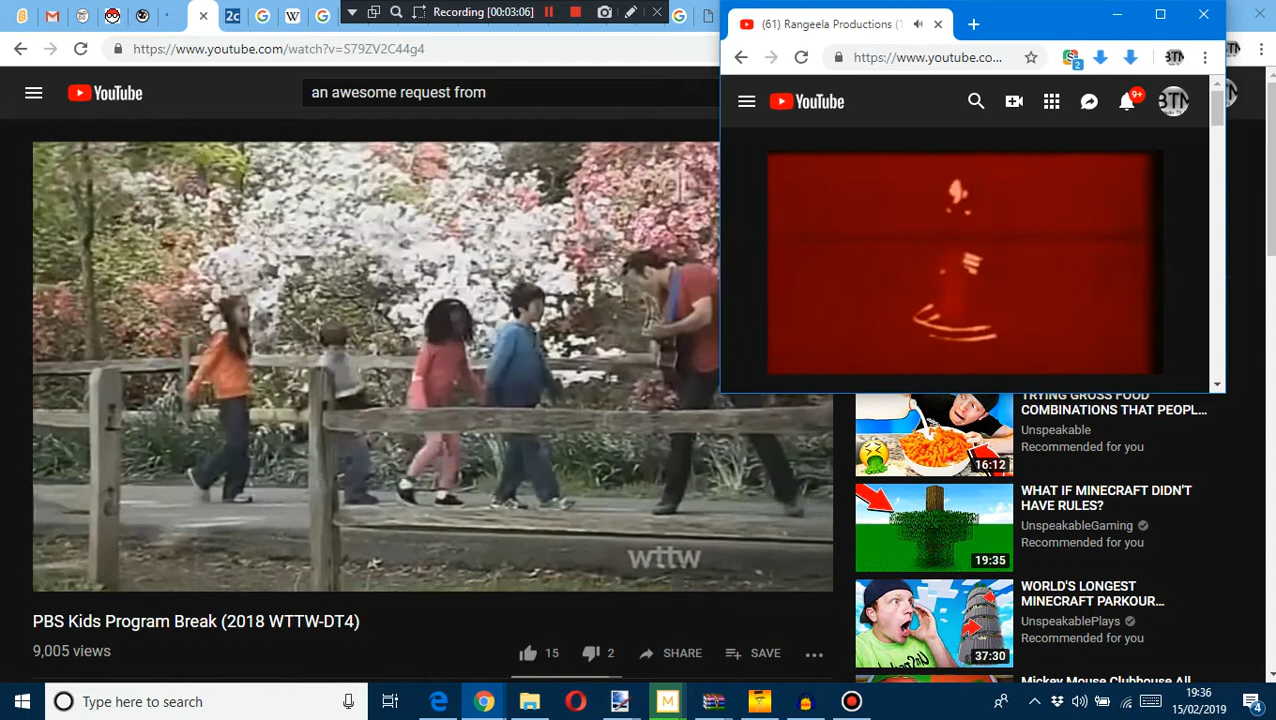 Recording [00:03:06]
https://www.youtube.com/watch?v=S79ZV2C44g4
YouTube
an awesome request from
wttw
PBS Kids Program Break (2018 WTTW-DT4)
9,005 views
15
2
SHARE
SAVE
(61) Rangeela Productions (
https://www.youtube.co...
2
YouTube
9+
BTM
TRYING GROSS FOOD
COMBINATIONS THAT PEOPL...
Unspeakable
Recommended for you
16:12
WHAT IF MINECRAFT DIDN'T
HAVE RULES?
UnspeakableGaming
Recommended for you
19:35
WORLD'S LONGEST
MINECRAFT PARKOUR...
UnspeakablePlays
Recommended for you
37:30
Mickey Mouse Clubhouse All
Type here to search
19:36
15/02/2019
4